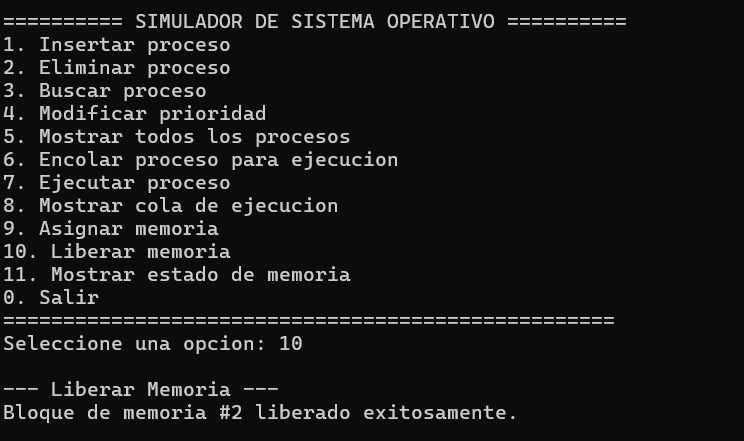 ========== SIMULADOR DE SISTEMA OPERATIVO ==========
1. Insertar proceso
2. Eliminar proceso
3. Buscar proceso
4. Modificar prioridad
5. Mostrar todos los procesos
6. Encolar proceso para ejecucion
7. Ejecutar proceso
8. Mostrar cola de ejecucion
9. Asignar memoria
10. Liberar memoria
11. Mostrar estado de memoria
0. Salir
===================================================
Seleccione una opcion: 10
--- Liberar Memoria ---
Bloque de memoria #2 liberado exitosamente.